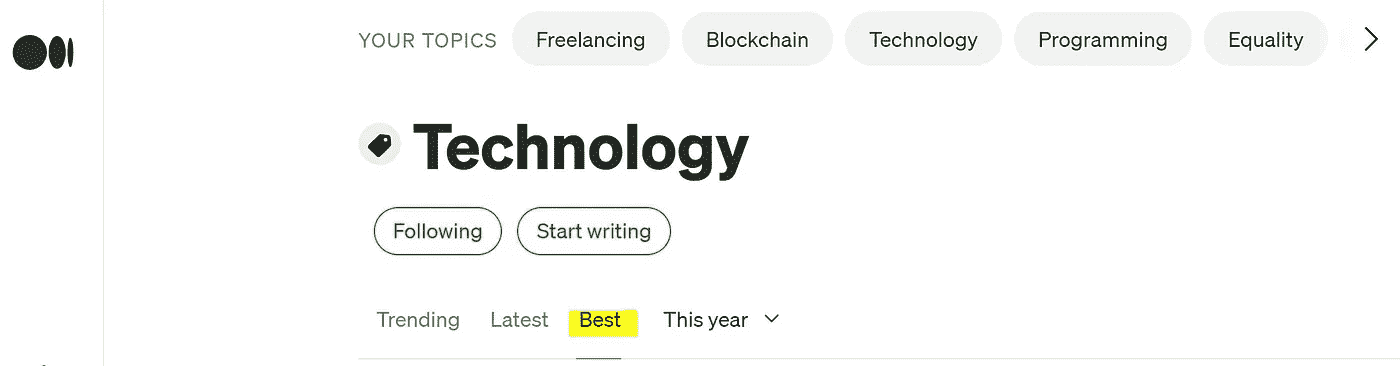 YOUR TOPICS Freelancing Blockchain Technology Programming Equality
Technology
Following Start writing
Trending Latest Best This year